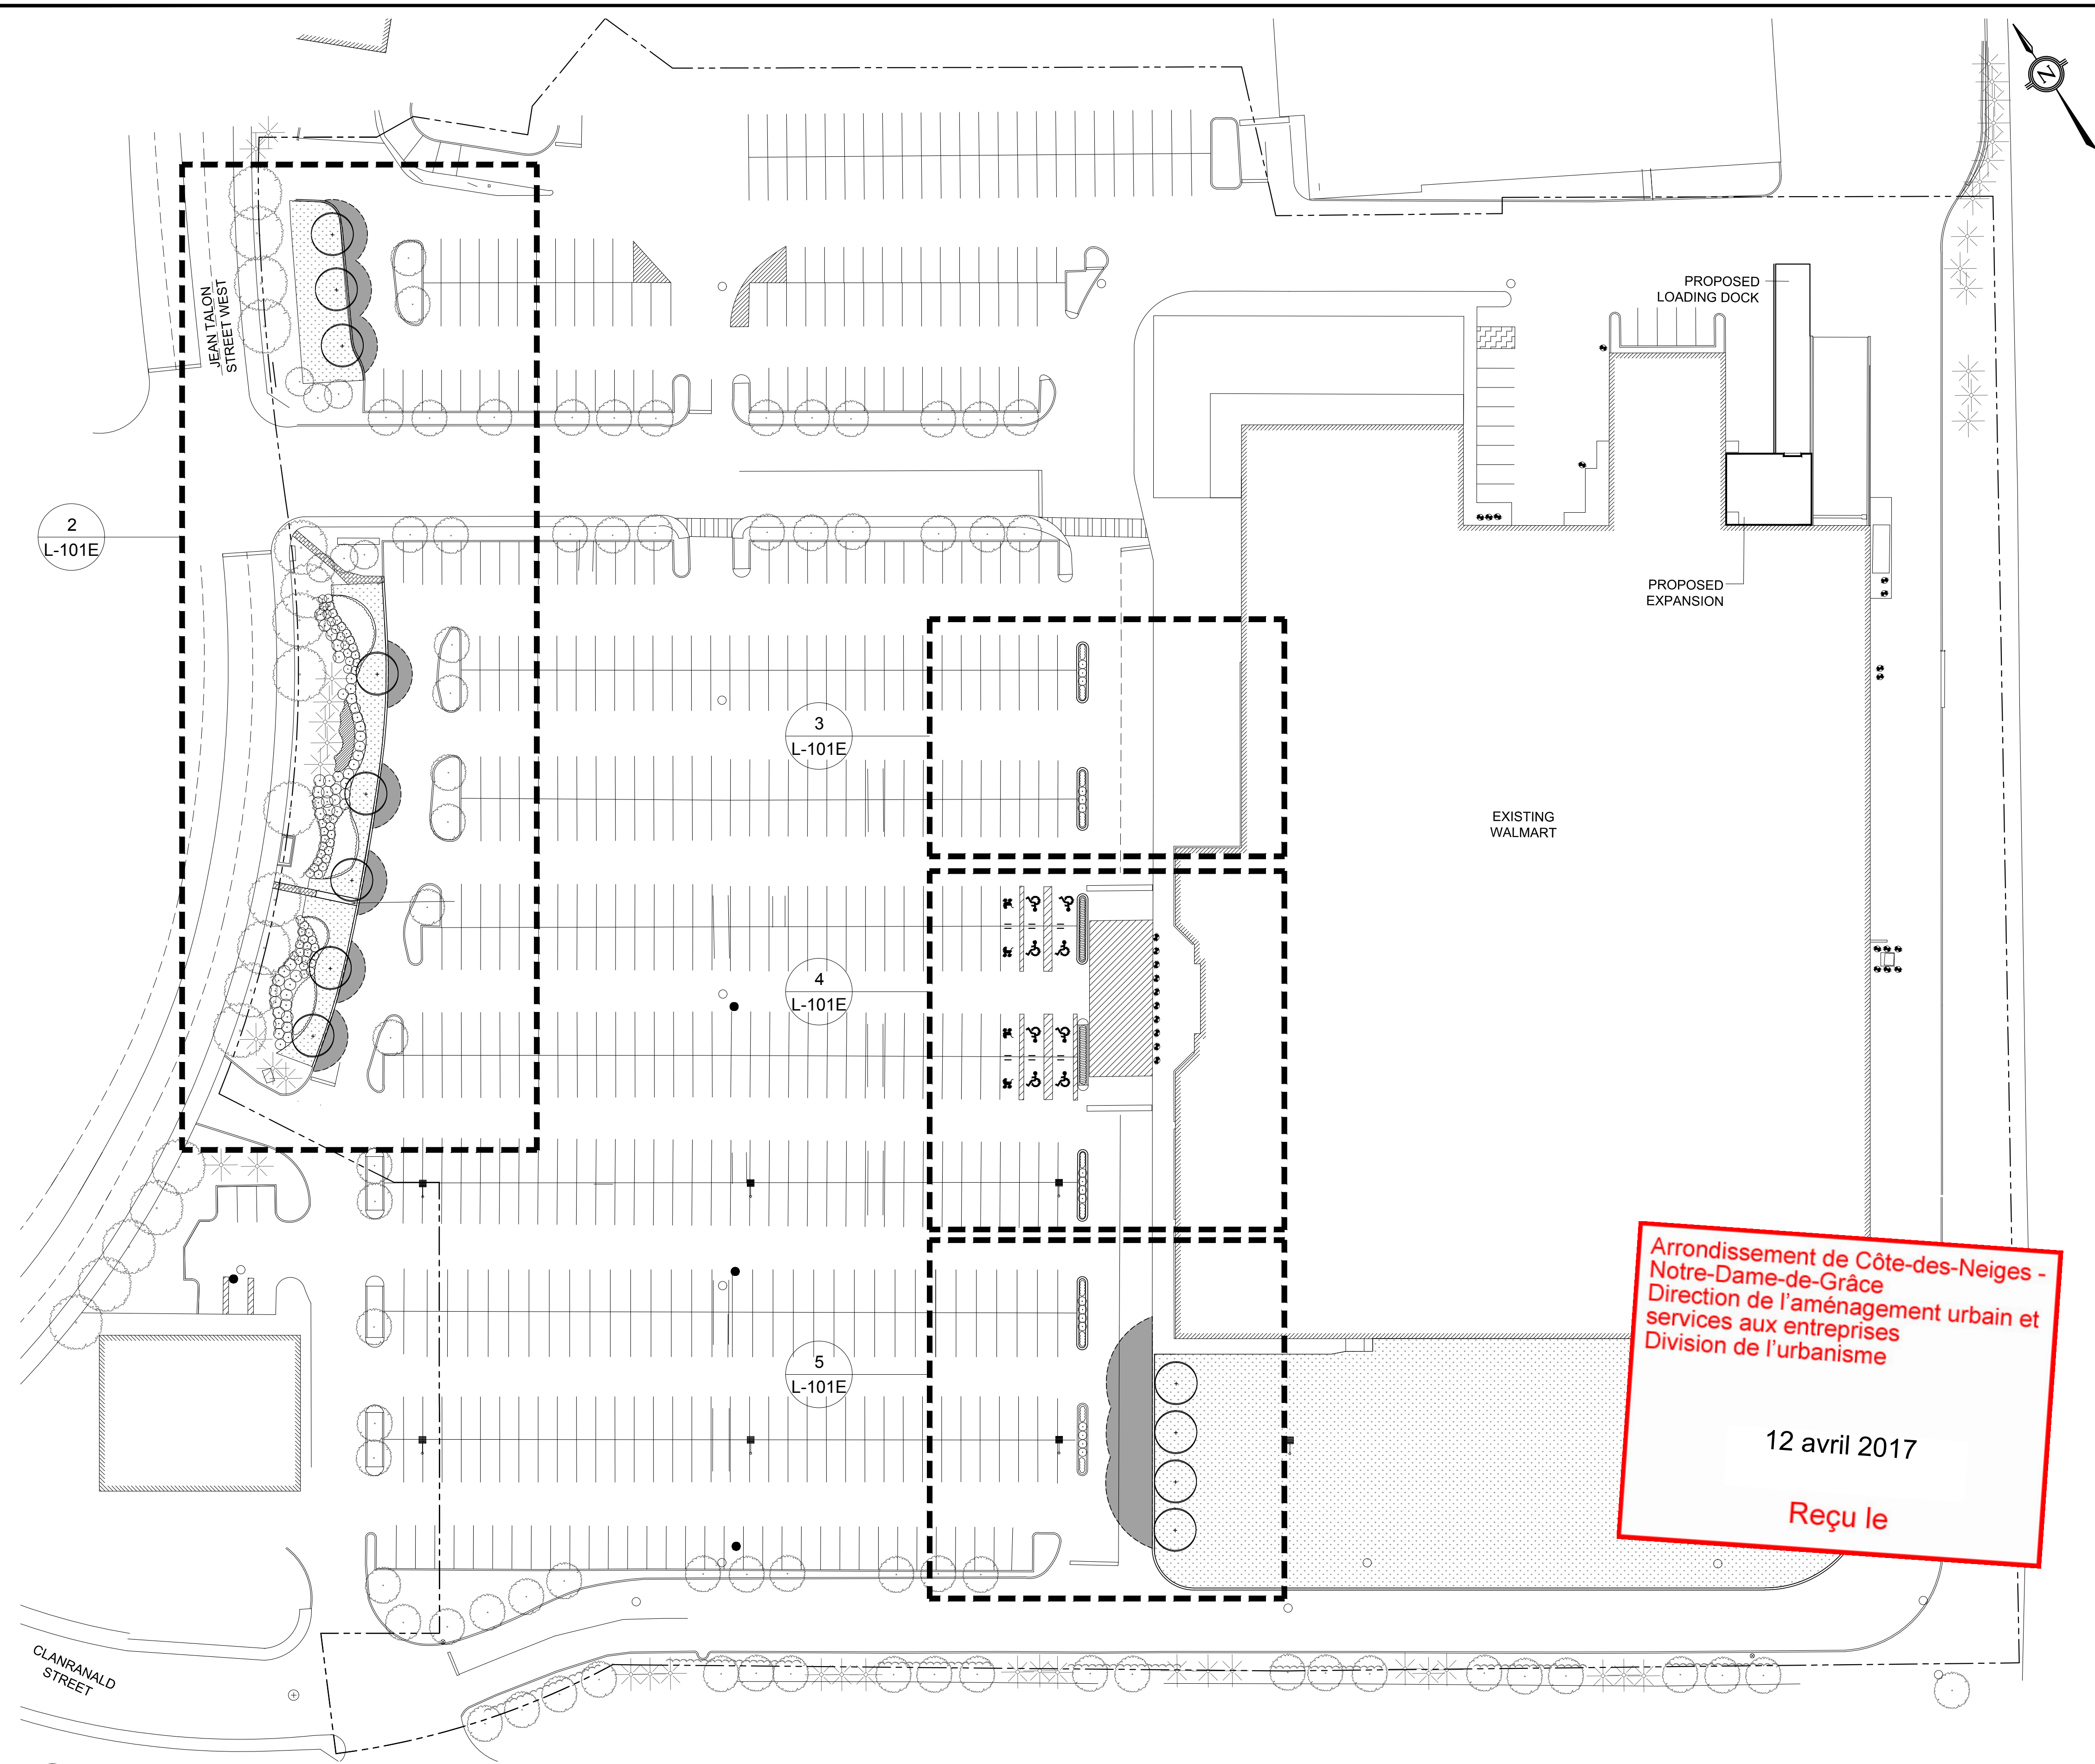 N
JEAN TALON
STREET WEST
PROPOSED
LOADING DOCK
2
L-101E
PROPOSED
EXPANSION
3
L-101E
EXISTING
WALMART
4
L-101E
5
L-101E
Arrondissement de Côte-des-Neiges -
Notre-Dame-de-Grâce
Direction de l'aménagement urbain et
services aux entreprises
Division de l'urbanisme
12 avril 2017
Reçu le
CLANRANALD
STREET